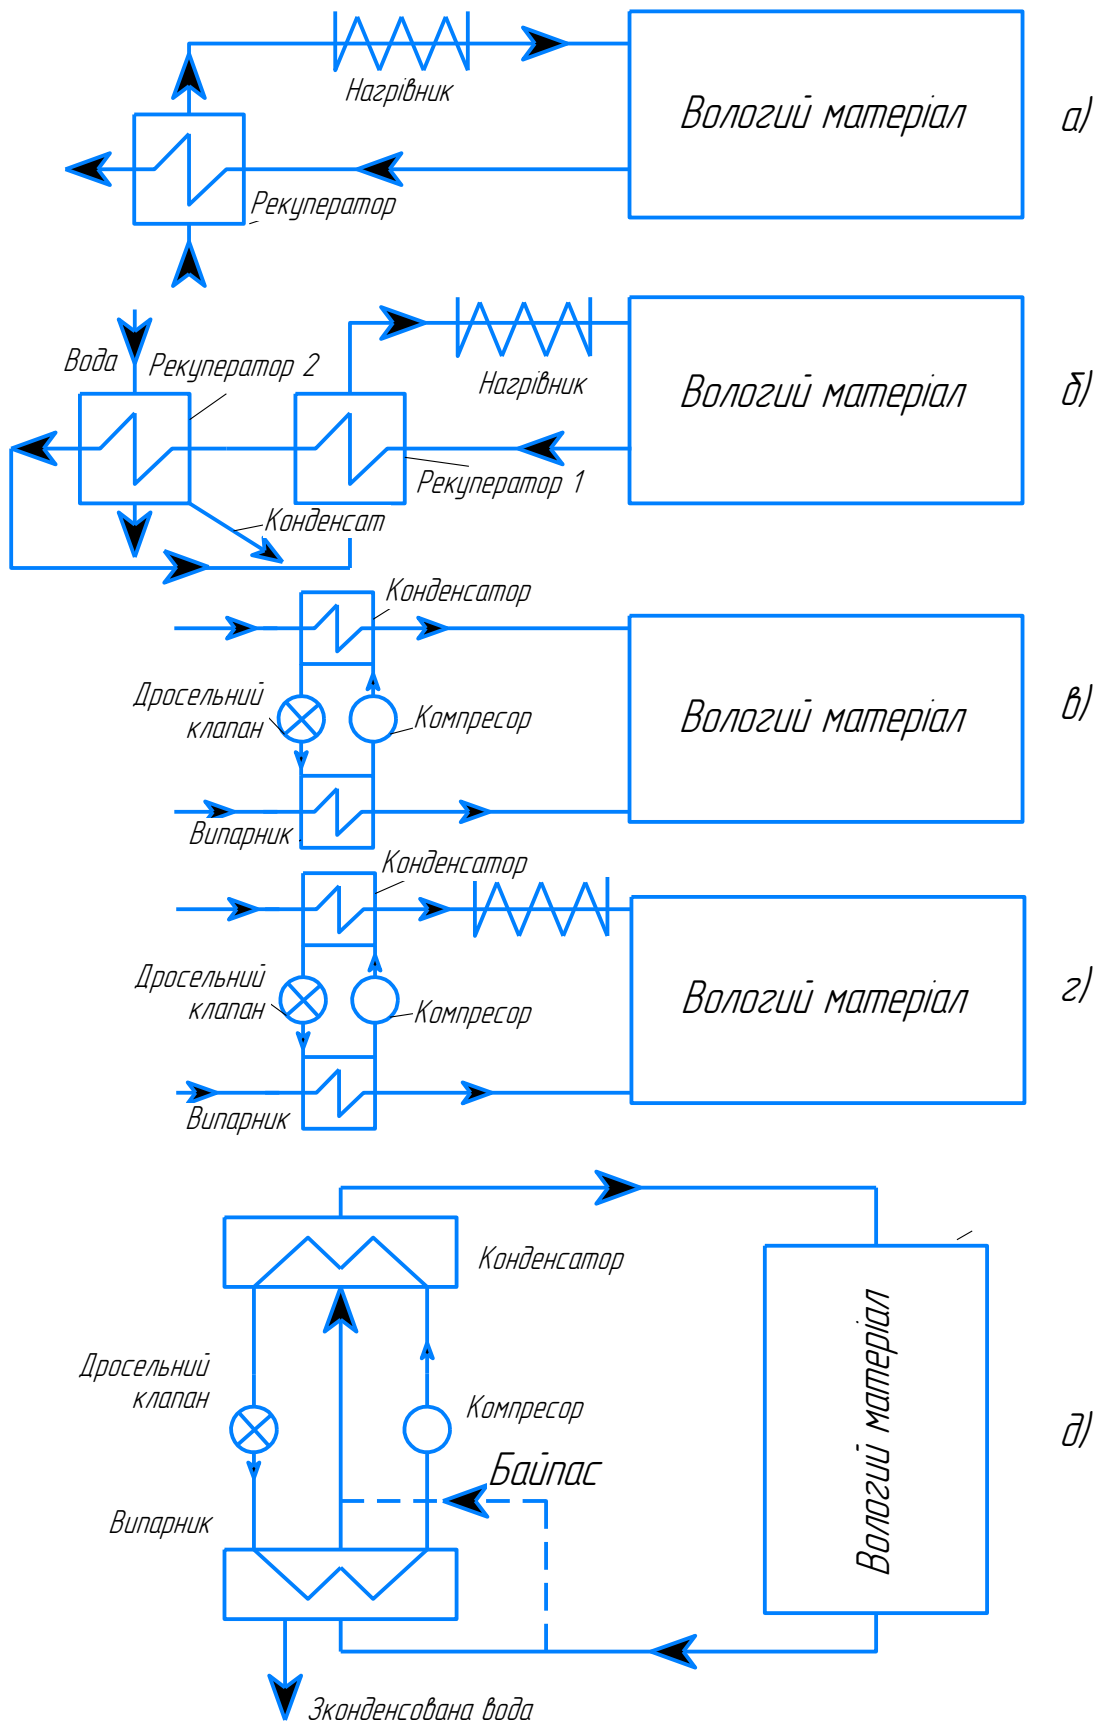 Нагрівник
Вологий матеріал
а)
Рекуператор
Вода
Рекуператор 2
Нагрівник
Вологий матеріал
б)
Рекуператор 1
Конденсат
Конденсатор
Дросельний
клапан
Компресор
Вологий матеріал
в)
Випарник
Конденсатор
Дросельний
клапан
Компресор
Вологий матеріал
г)
Випарник
Конденсатор
Дросельний
клапан
Компресор
Вологий матеріал
д)
Байпас
Випарник
Зконденсована вода